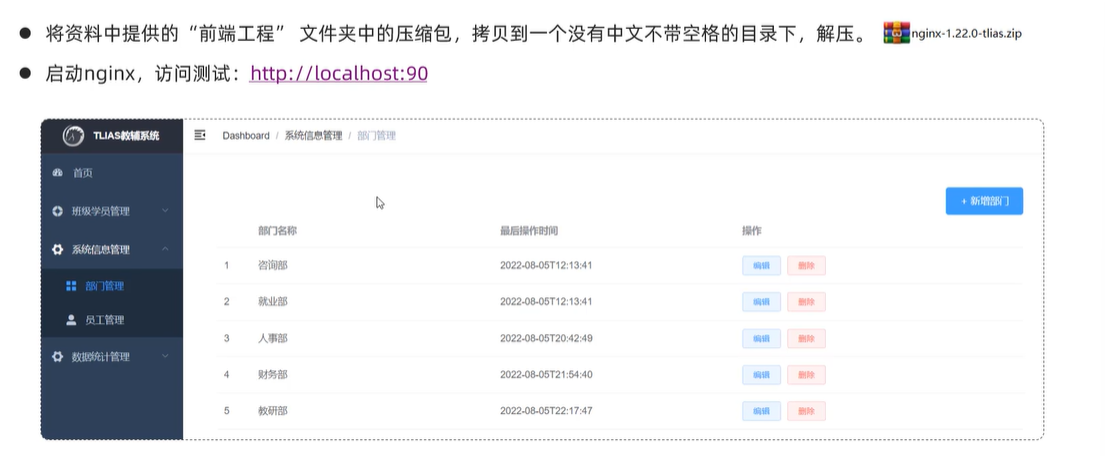 将资料中提供的“前端工程” 文件夹中的压缩包，拷贝到一个没有中文不带空格的目录下，解压。 nginx-1.22.0-tlias.zip
启动nginx，访问测试：http://localhost:90
TLIAS教辅系统 Dashboard / 系统信息管理 / 部门管理
首页
班级学员管理
系统信息管理
部门管理
员工管理
数据统计管理
+ 新增部门
部门名称 最后操作时间 操作
1 咨询部 2022-08-05T12:13:41 编辑 删除
2 就业部 2022-08-05T12:13:41 编辑 删除
3 人事部 2022-08-05T20:42:49 编辑 删除
4 财务部 2022-08-05T21:54:40 编辑 删除
5 教研部 2022-08-05T22:17:47 编辑 删除